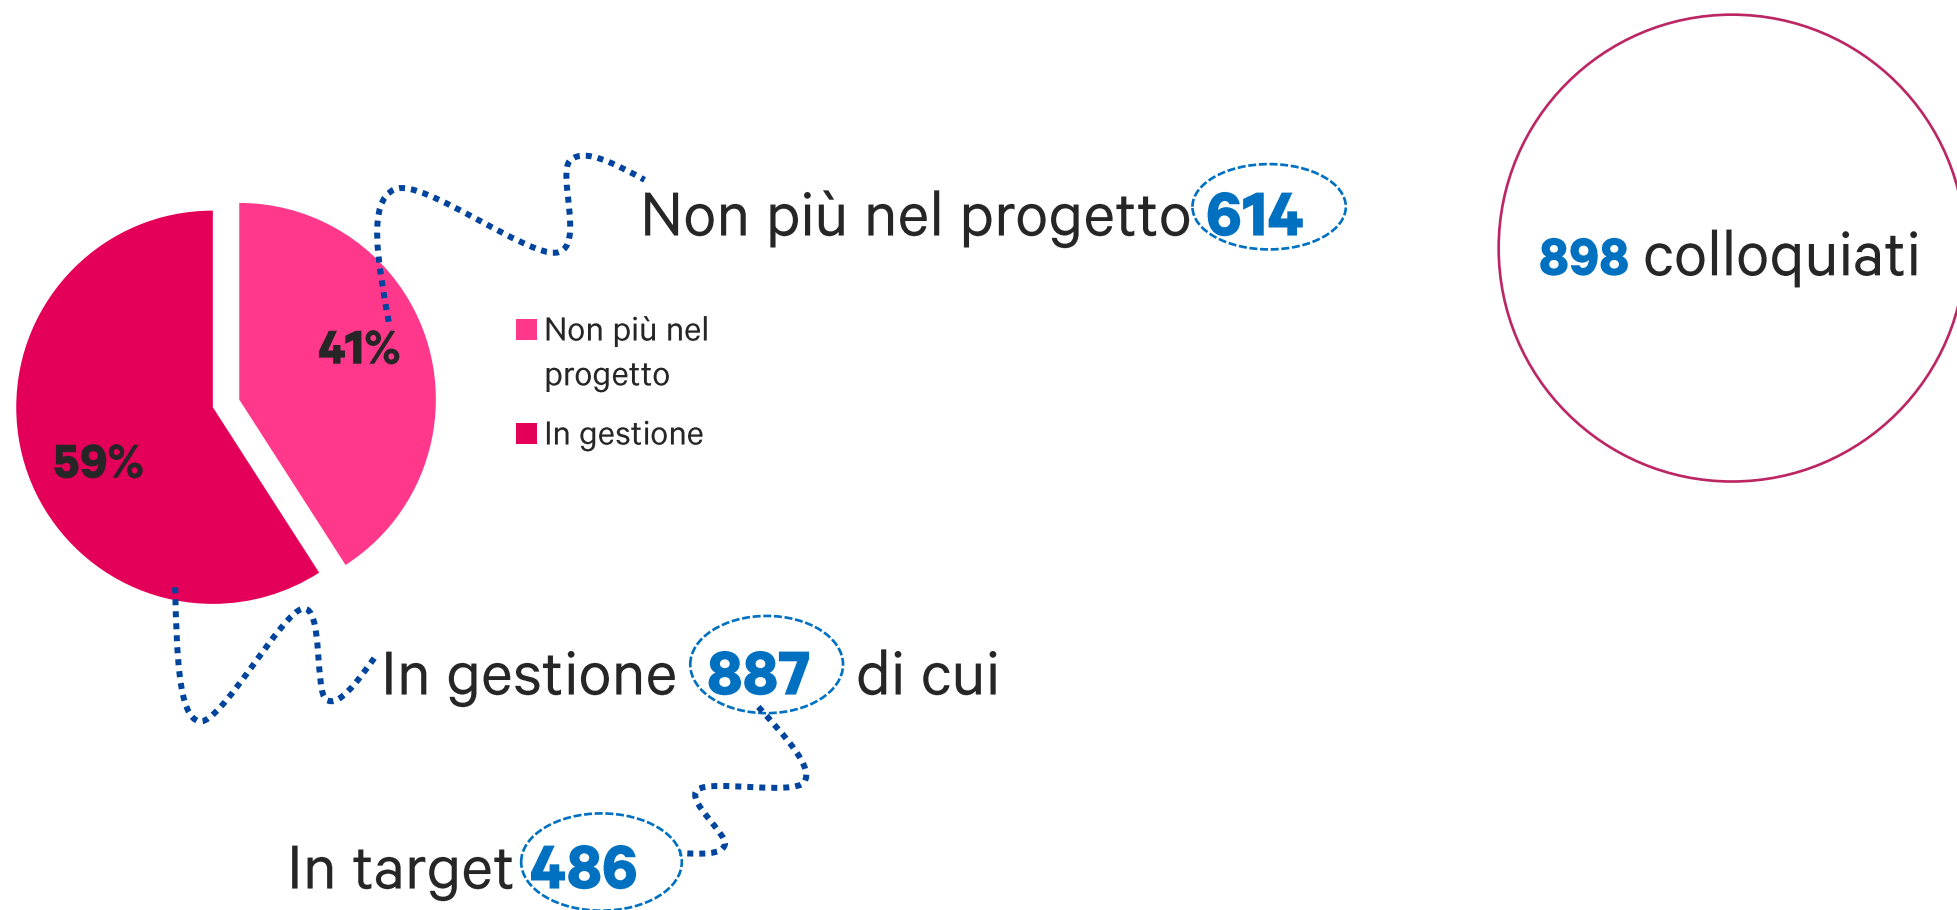 Non più nel progetto 614
898 colloquiati
41%
Non più nel
progetto
In gestione
59%
In gestione 887 di cui
In target 486